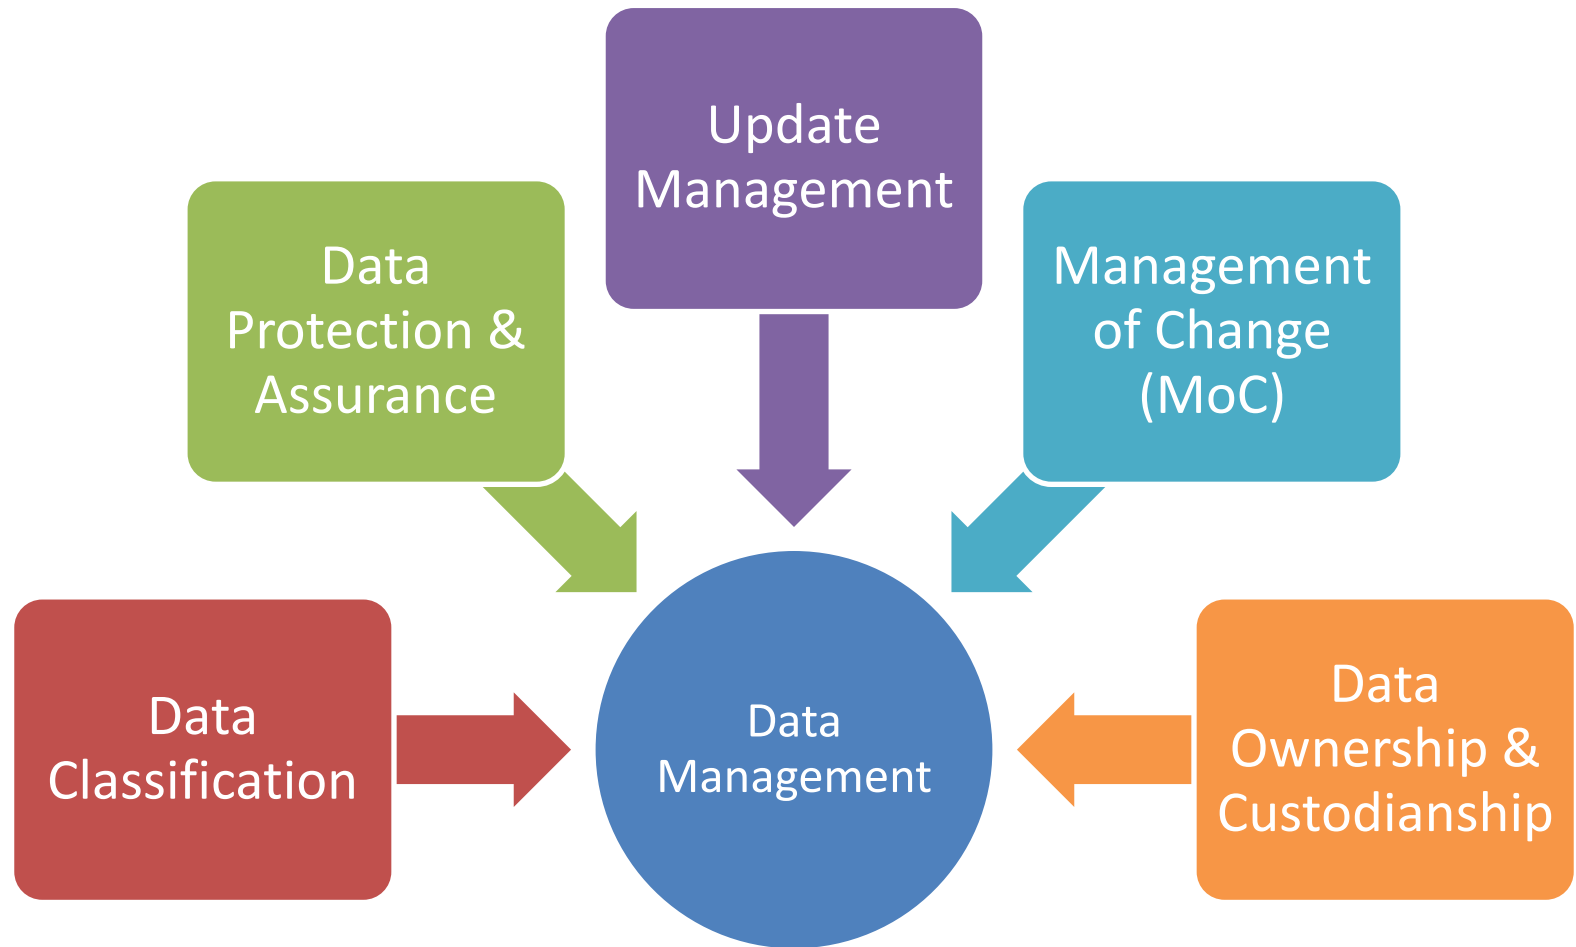 Update
Management
Data
Protection &
Assurance
Management
of Change
(MoC)
Data
Classification
Data
Management
Data
Ownership &
Custodianship